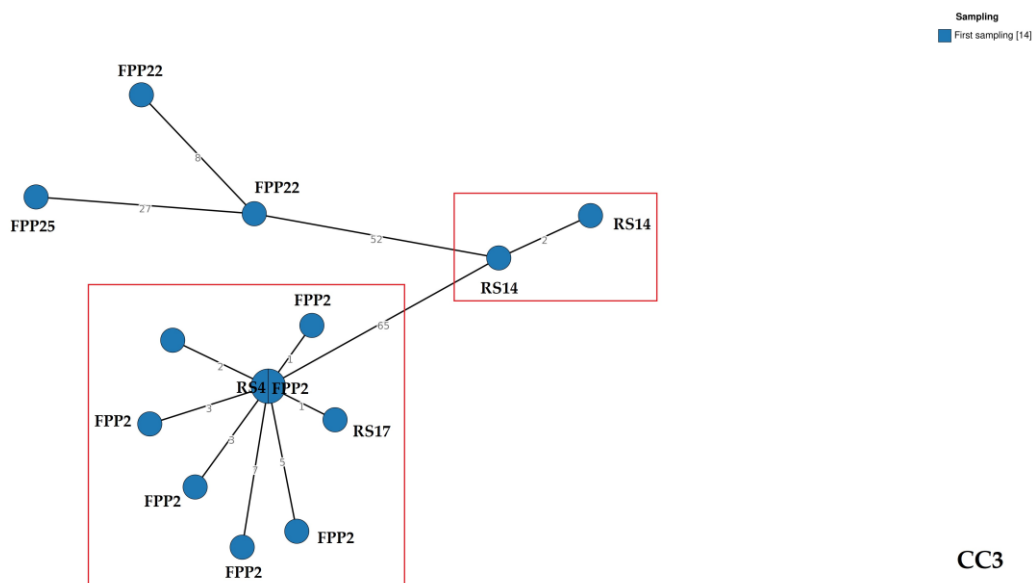 Sampling
First sampling [14]
FPP22
8
FPP25
27
FPP22
52
2
RS14
RS14
65
FPP2
2
1
RS4 FPP2
FPP2
3
1
RS17
3
7
5
FPP2
FPP2
FPP2
CC3